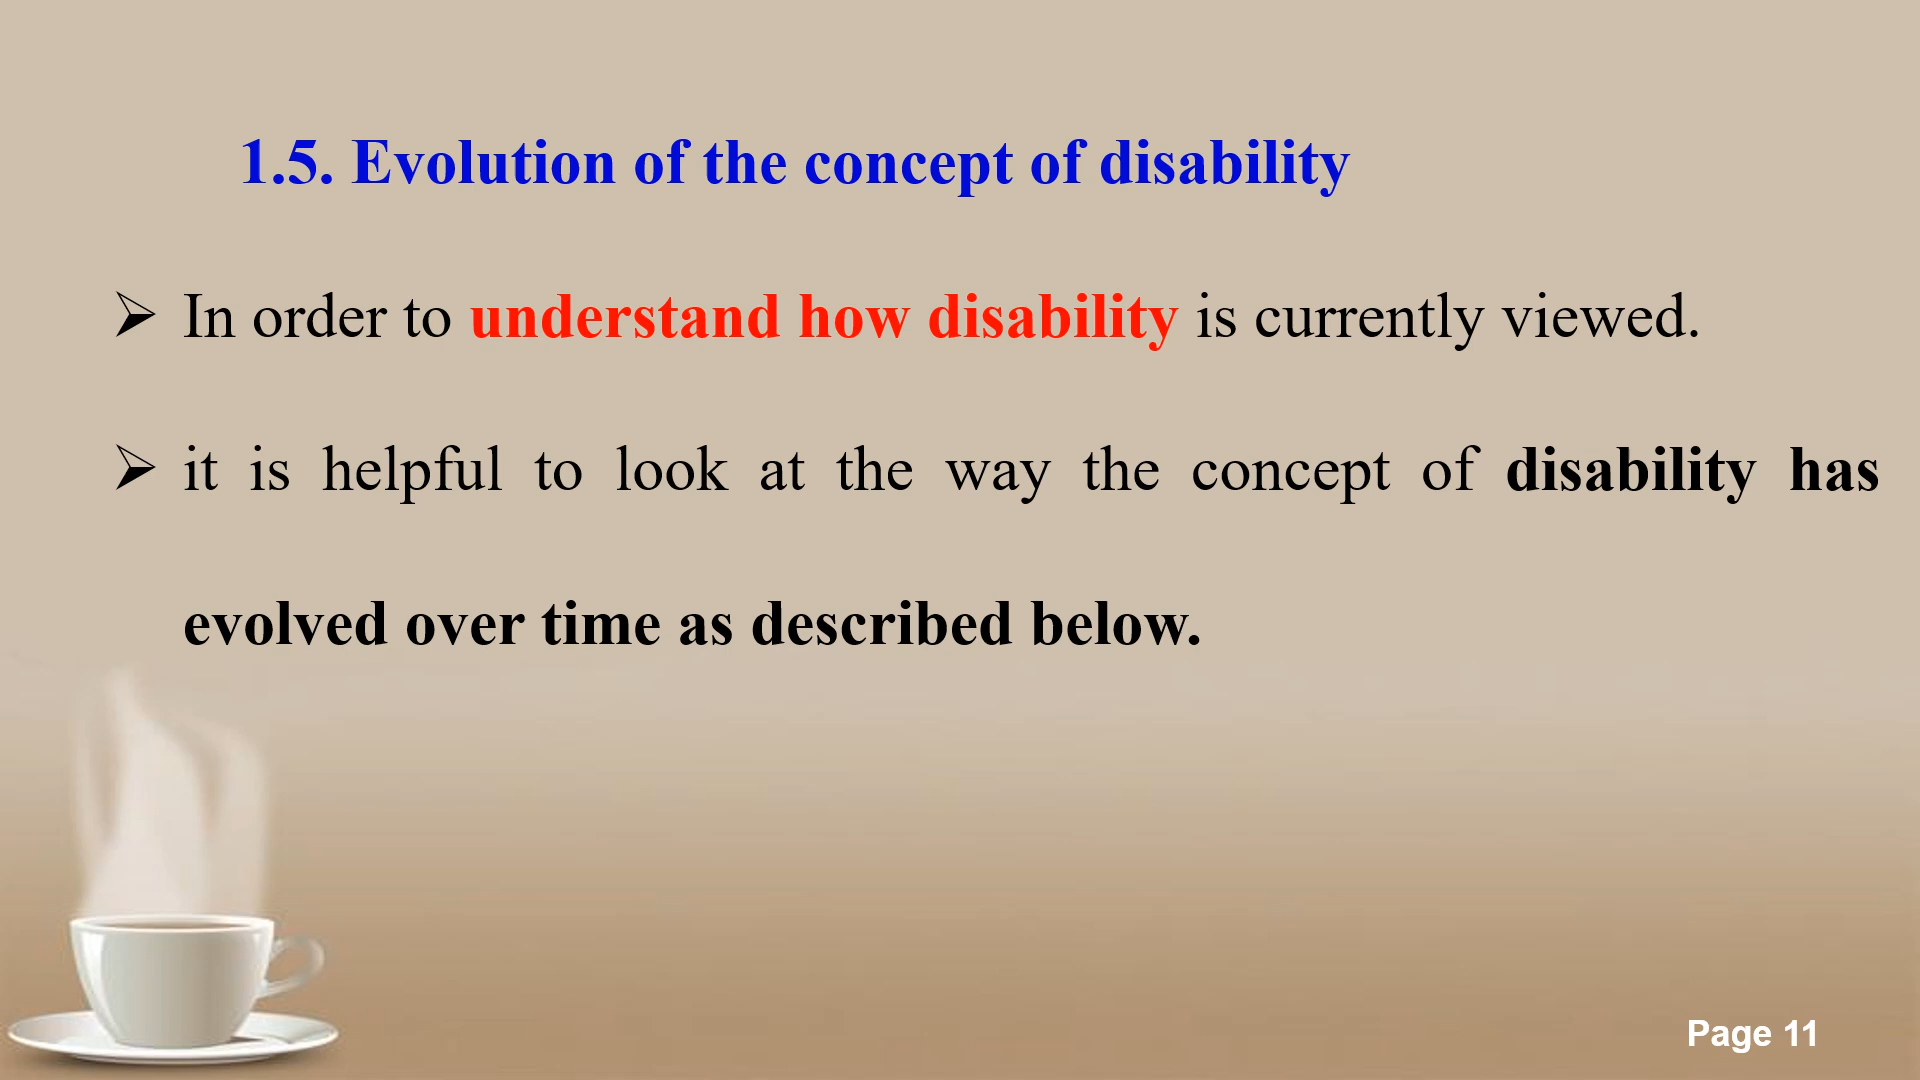 1.5. Evolution of the concept of disability
➢ In order to understand how disability is currently viewed.
➢ it is helpful to look at the way the concept of disability has
evolved over time as described below.
Page 11